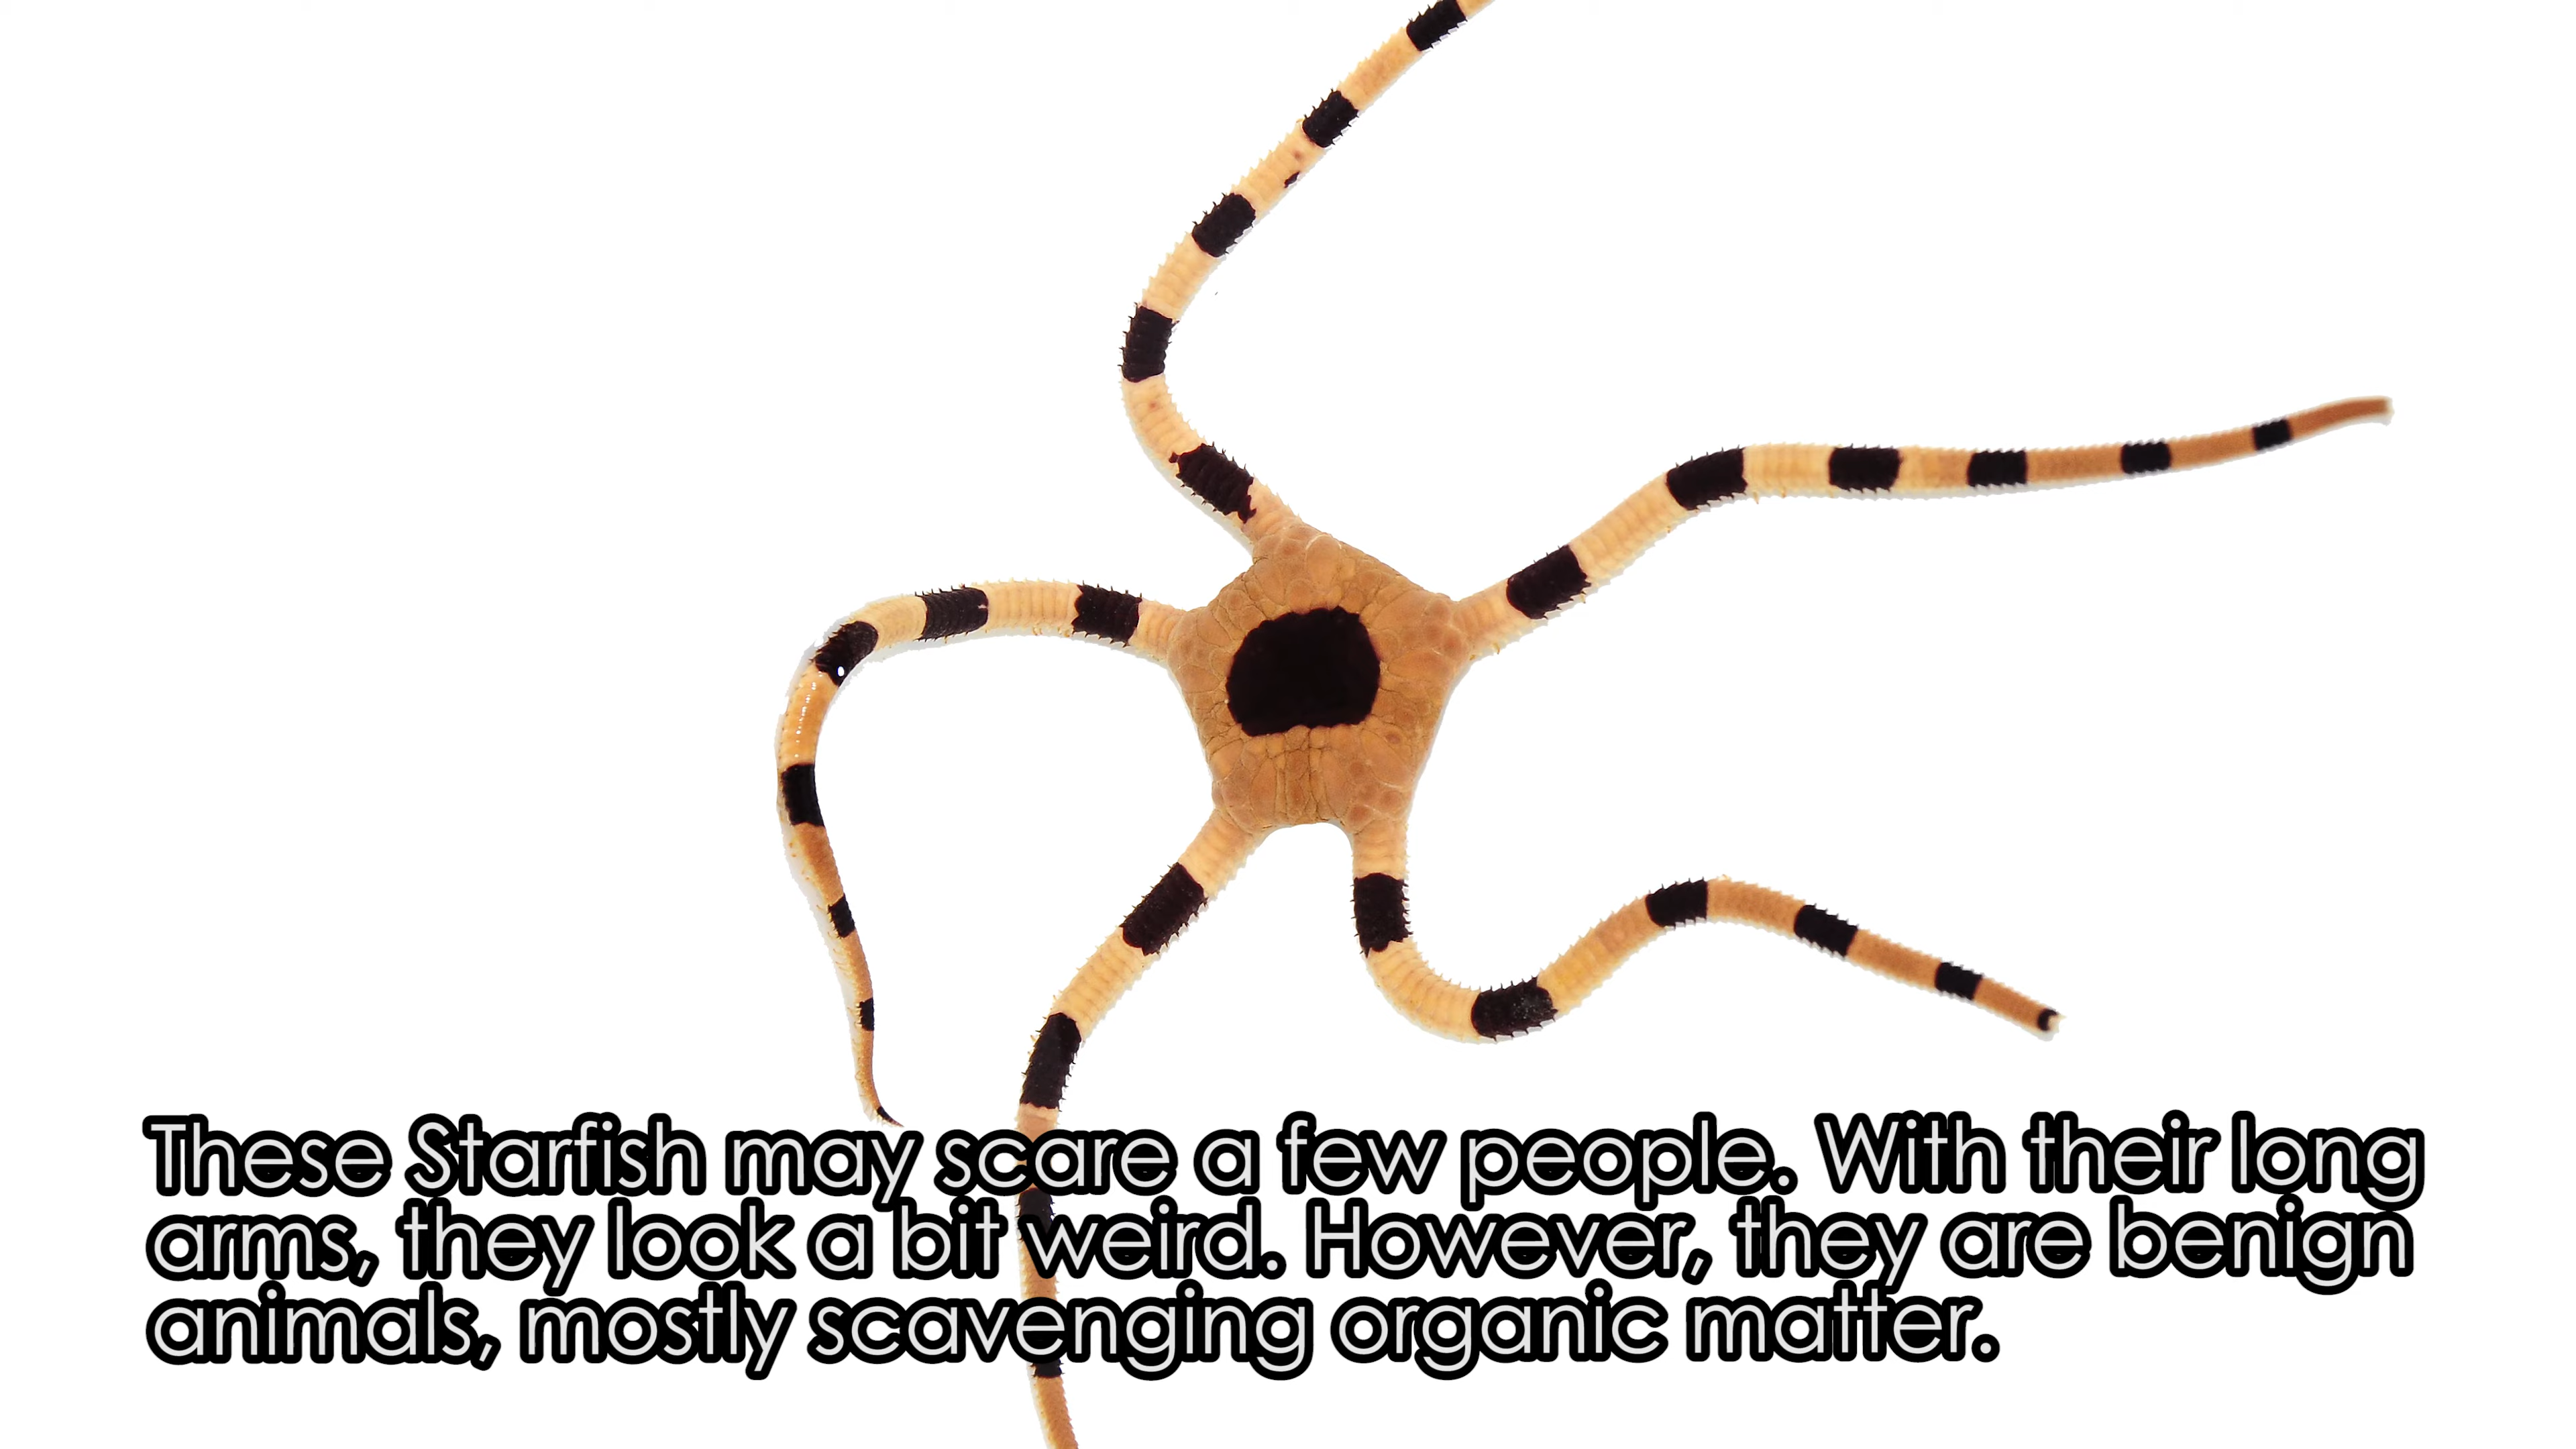 These Starfish may scare a few people. With their long
arms, they look a bit weird. However, they are benign
animals, mostly scavenging organic matter.